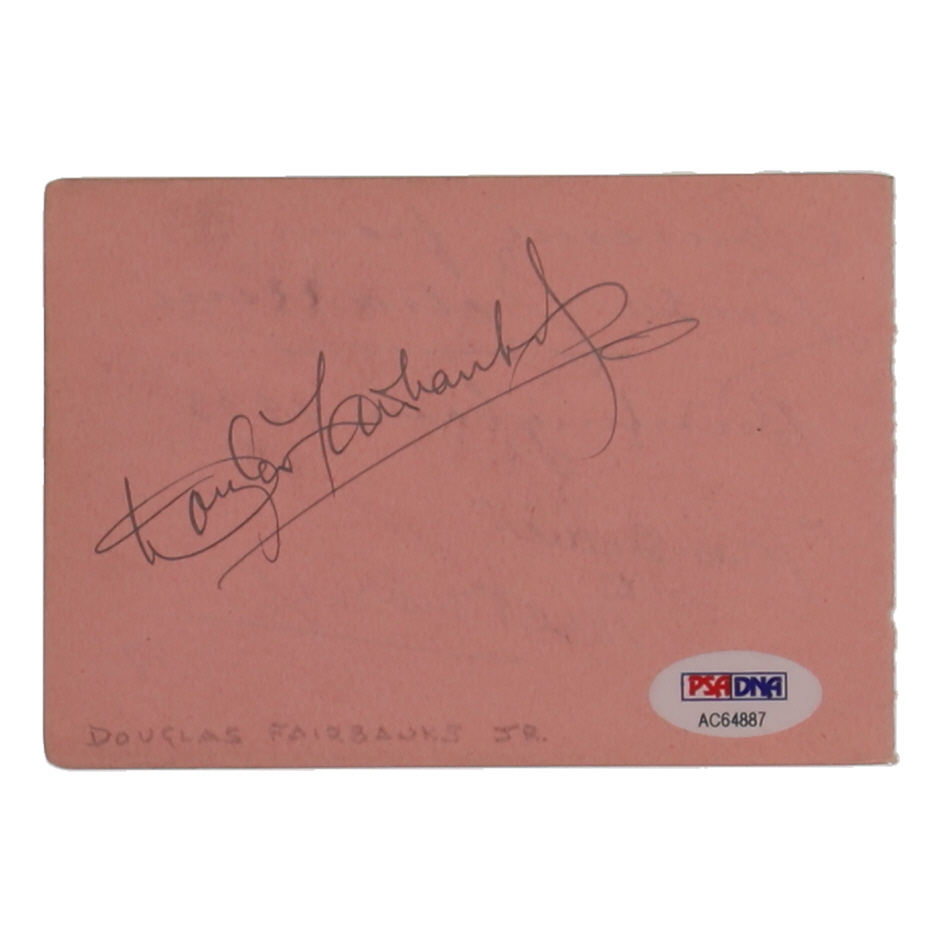 Douglas Fairbanks Jr
PSA DNA
AC64887
DOUGLAS FAIRBANKS JR.